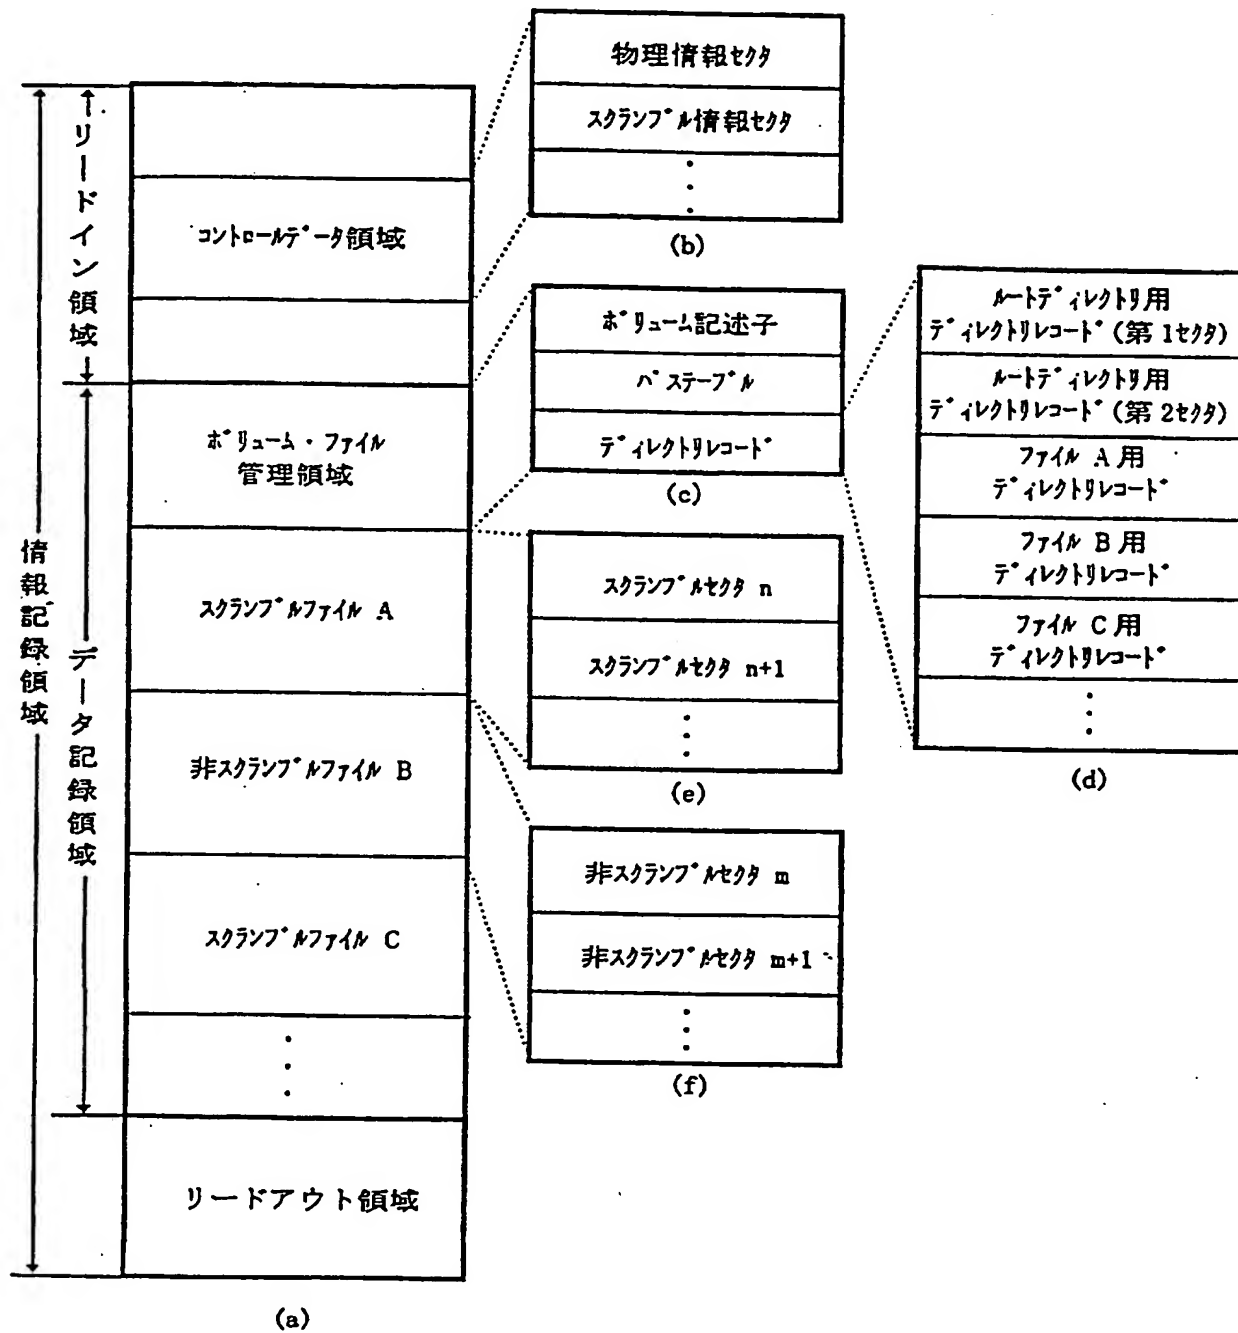 情報記録領域
リードイン領域
データ記録領域
コントロールデータ領域
ボリューム・ファイル
管理領域
スクランブルファイル A
非スクランブルファイル B
スクランブルファイル C
リードアウト領域
(a)
物理情報セクタ
スクランブル情報セクタ
(b)
ボリューム記述子
パステーブル
ディレクトリレコード
(c)
ルートディレクトリ用
ディレクトリレコード(第1セクタ)
ルートディレクトリ用
ディレクトリレコード(第2セクタ)
ファイル A 用
ディレクトリレコード
ファイル B 用
ディレクトリレコード
ファイル C 用
ディレクトリレコード
(d)
スクランブルセクタ n
スクランブルセクタ n+1
(e)
非スクランブルセクタ m
非スクランブルセクタ m+1
(f)